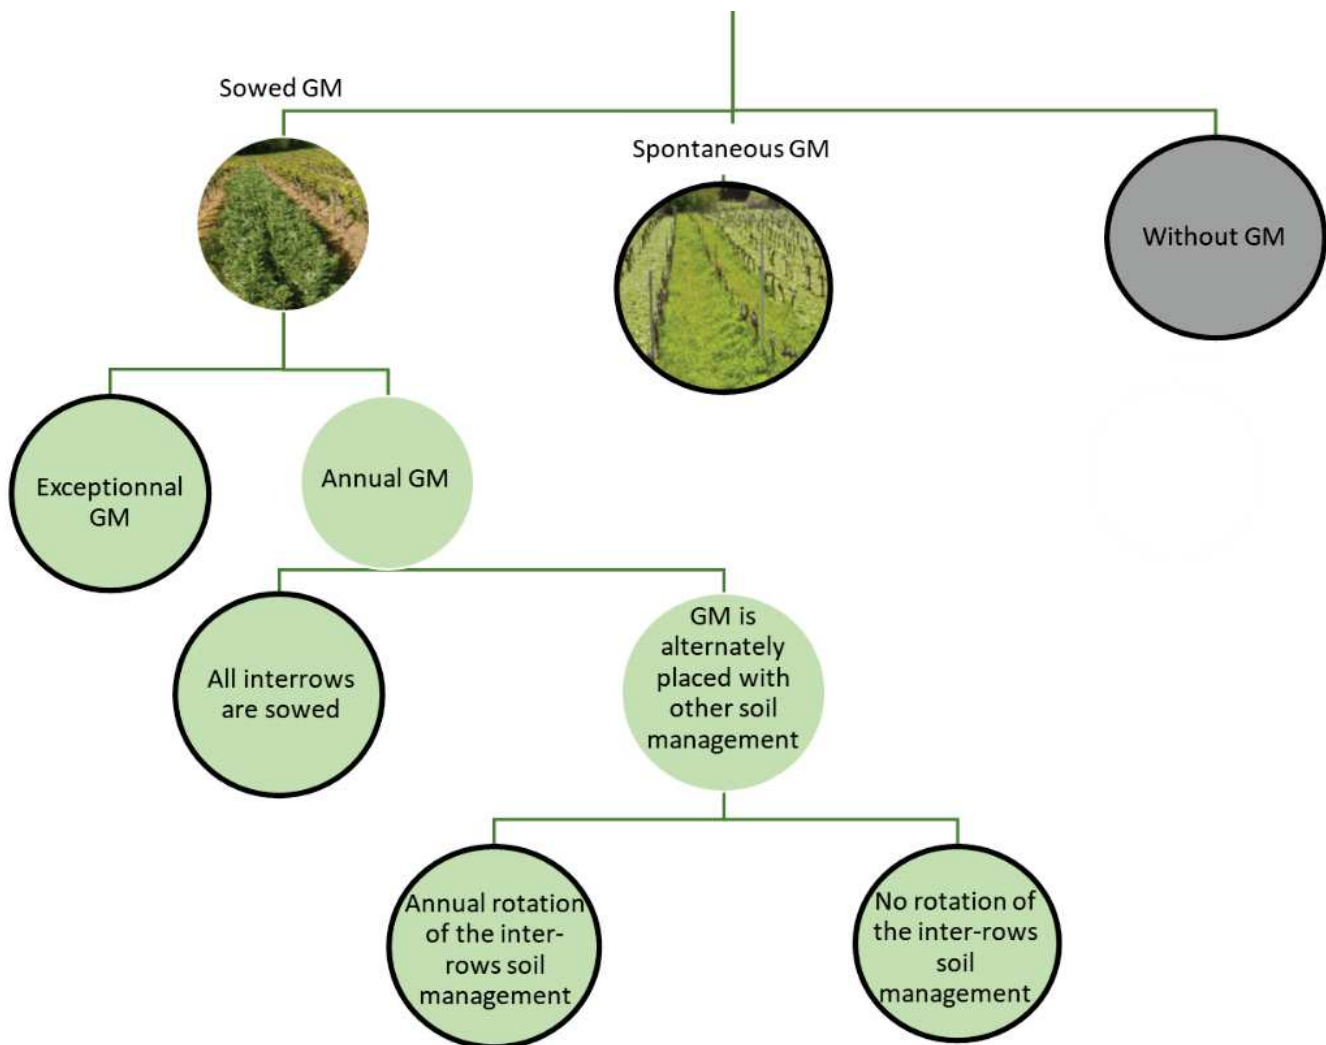 Sowed GM
Spontaneous GM
Without GM
Exceptionnal
GM
Annual GM
All interrows
are sowed
GM is
alternately
placed with
other soil
management
Annual rotation
of the inter-
rows soil
management
No rotation of
the inter-rows
soil
management